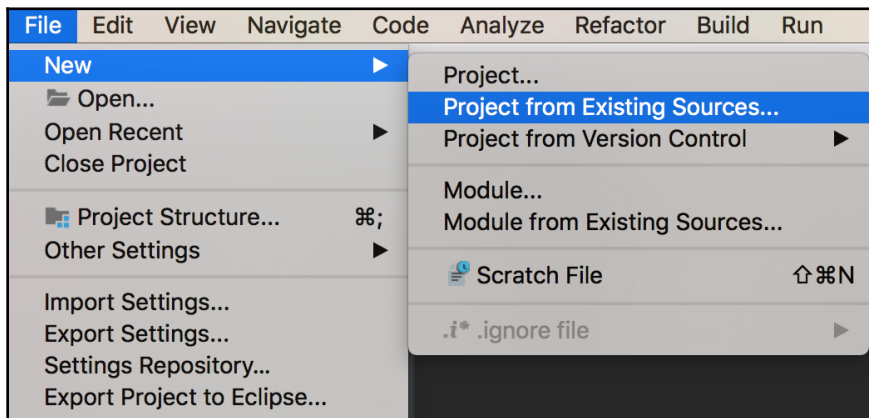 File Edit View Navigate Code Analyze Refactor Build Run
New ▶
Open...
Open Recent ▶
Close Project
Project Structure... ⌘;
Other Settings ▶
Import Settings...
Export Settings...
Settings Repository...
Export Project to Eclipse...
Project...
Project from Existing Sources...
Project from Version Control ▶
Module...
Module from Existing Sources...
Scratch File ⇧⌘N
.i* .ignore file ▶